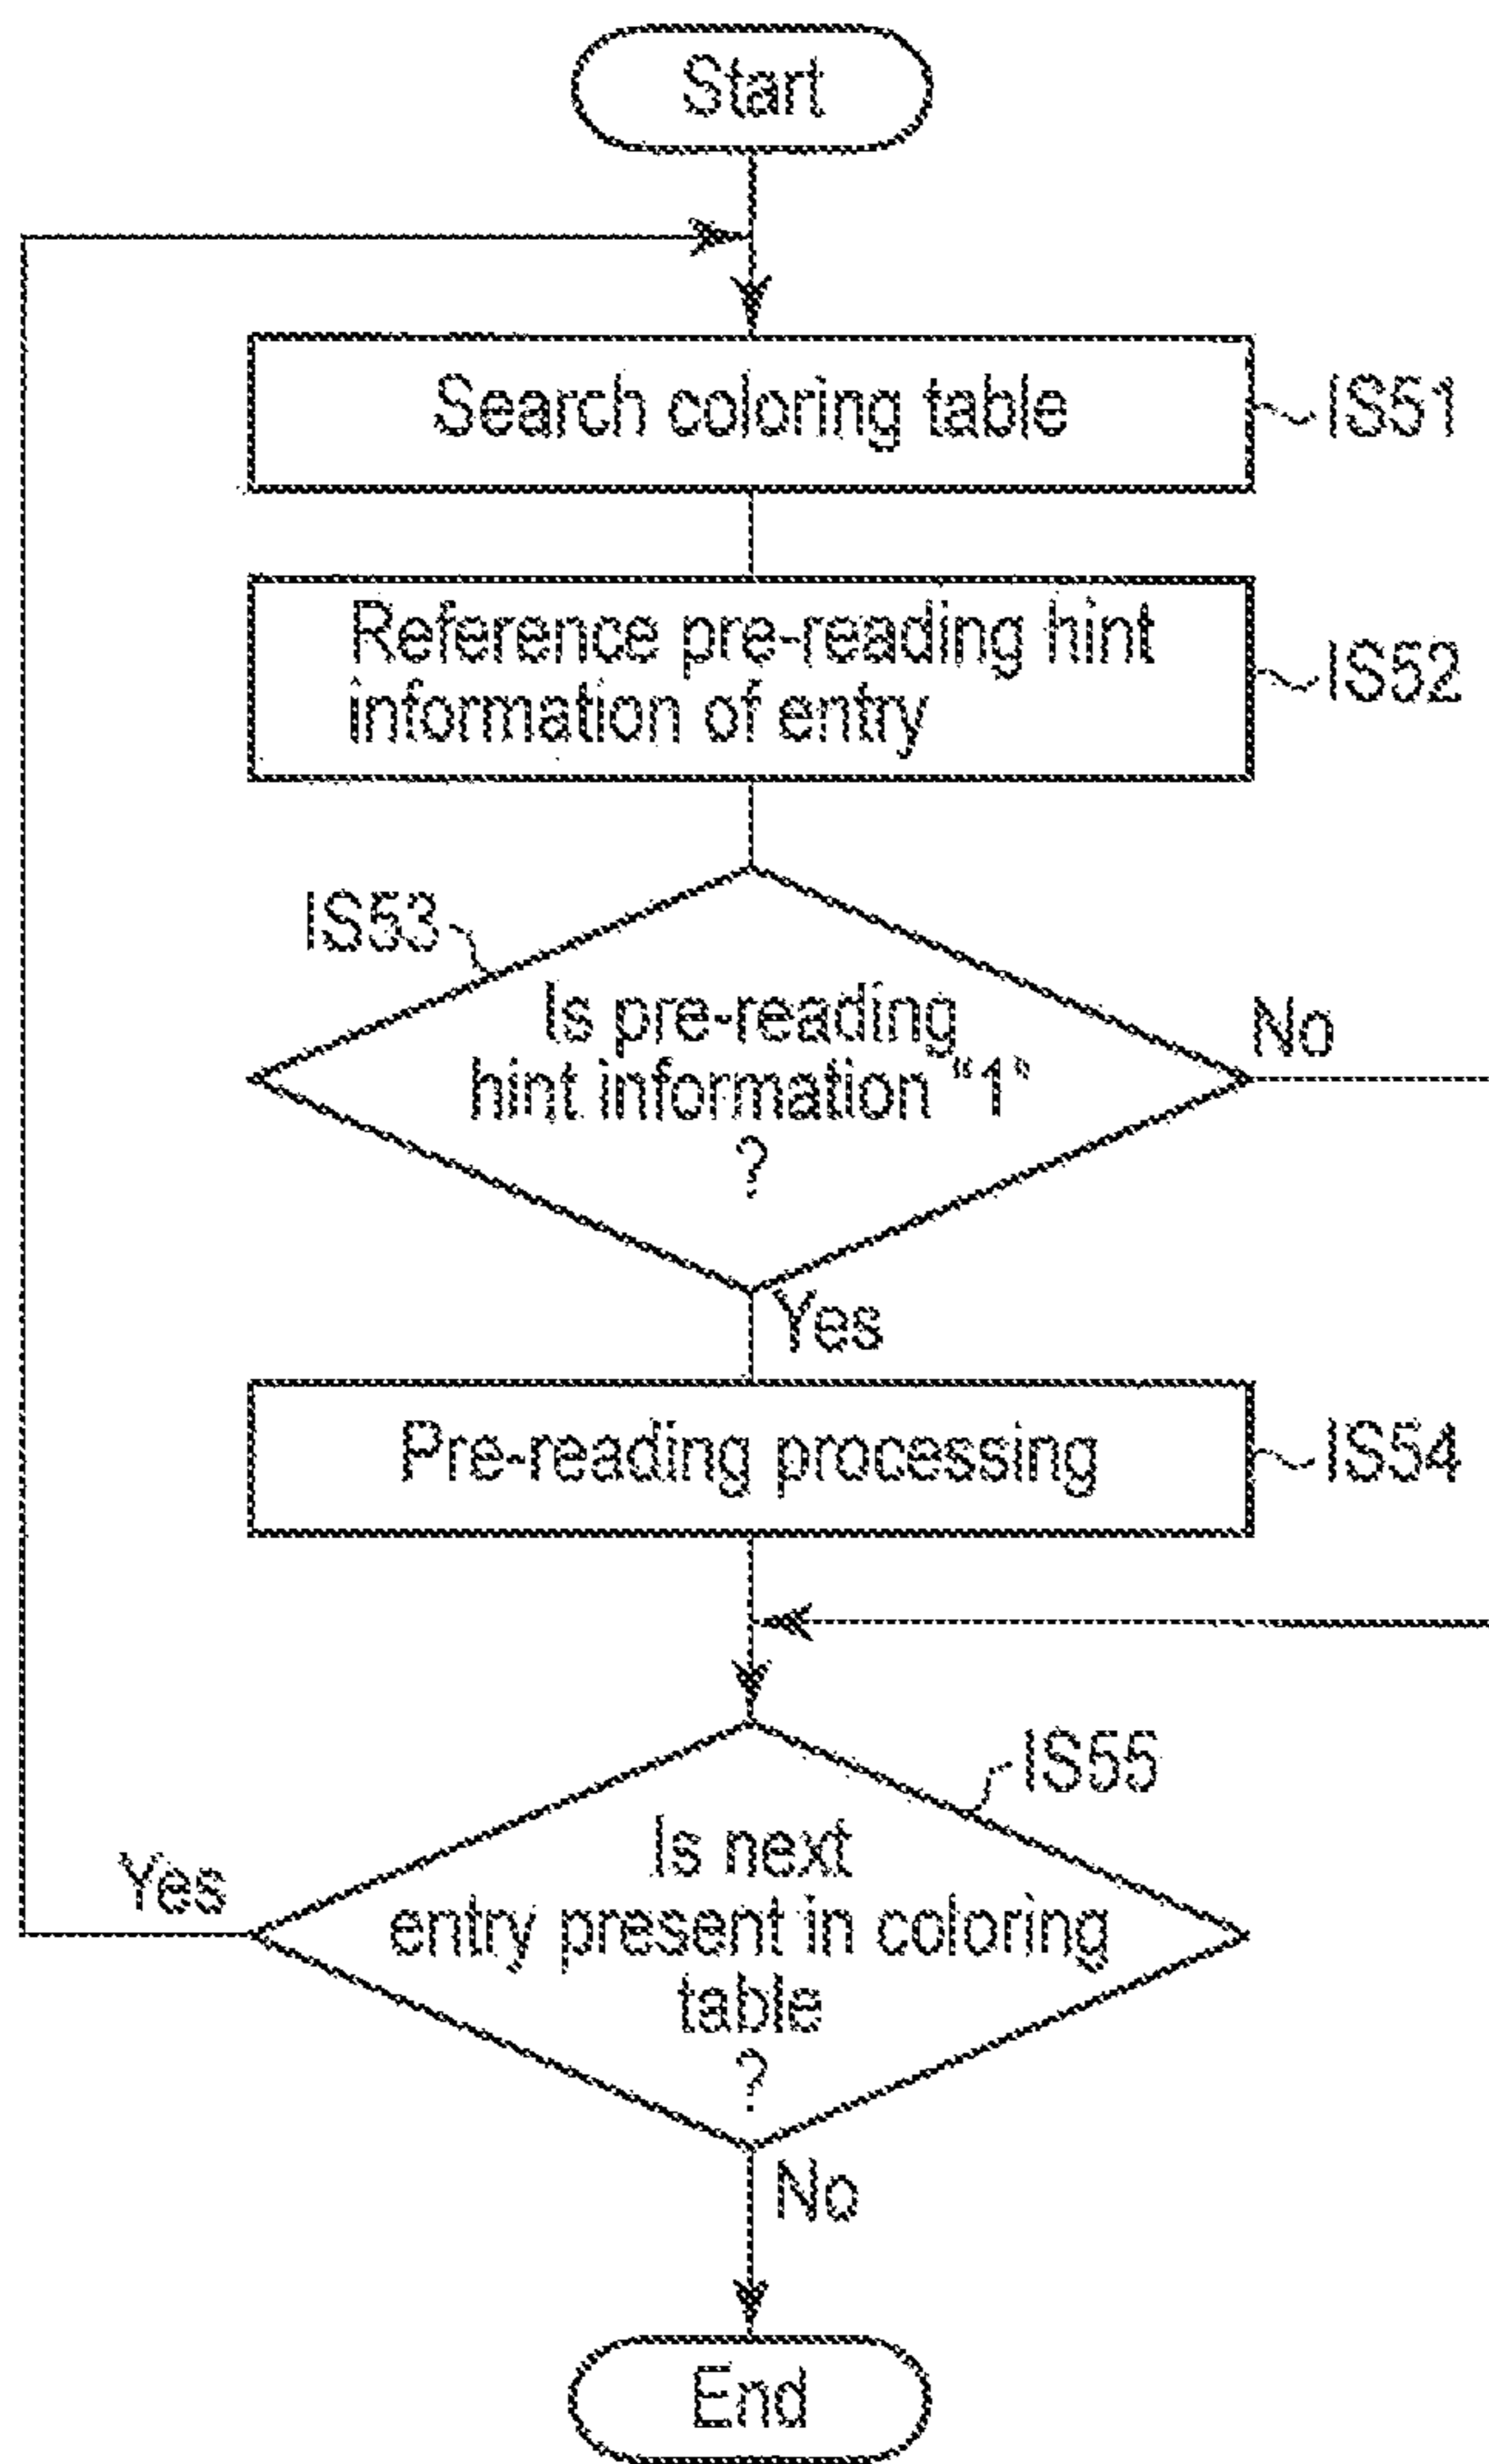 Start
Search coloring table
IS51
Reference pre-reading hint
information of entry
IS52
IS53
Is pre-reading
hint information "1"
?
No
Yes
Pre-reading processing
IS54
IS55
Is next
entry present in coloring
table
?
Yes
No
End